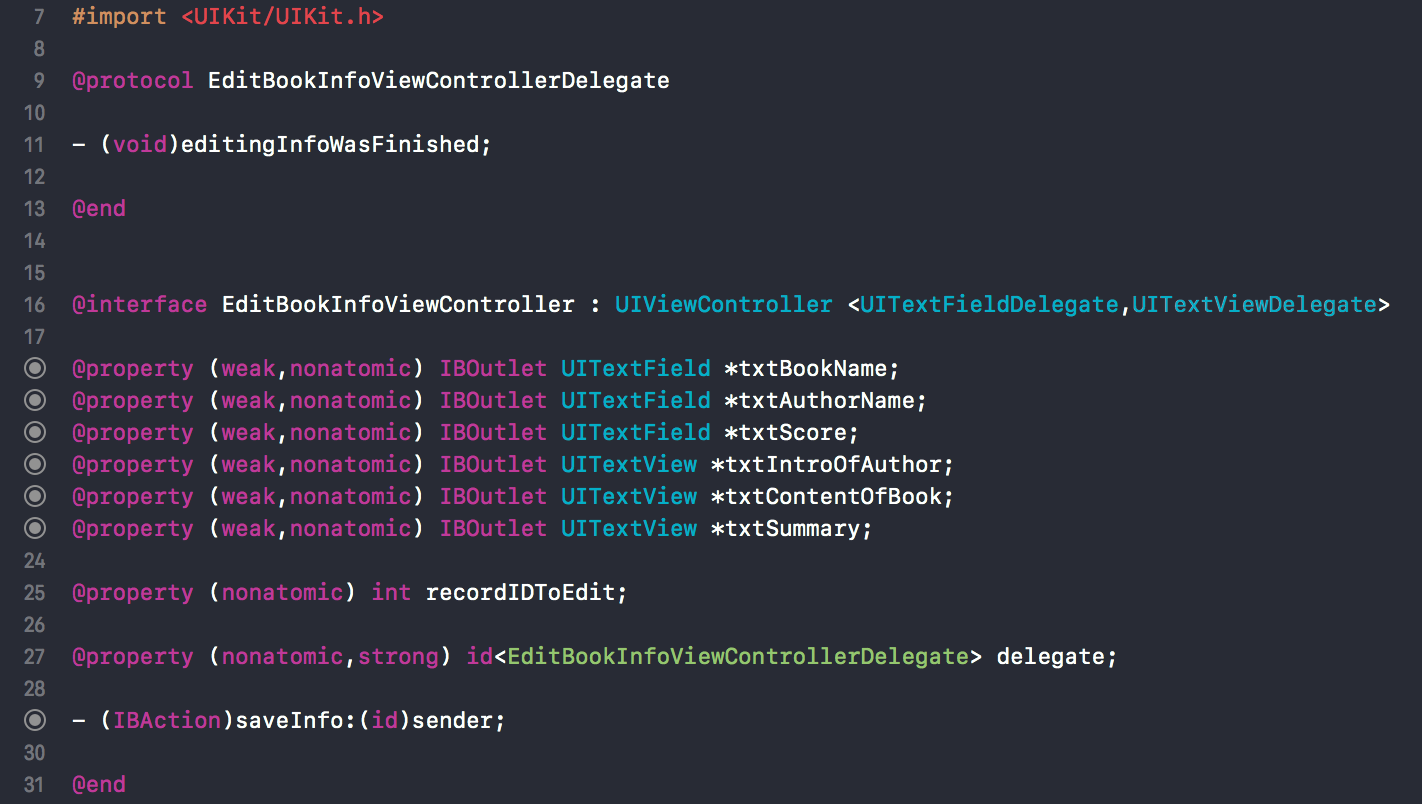 7 #import <UIKit/UIKit.h>
8
9 @protocol EditBookInfoViewControllerDelegate
10
11 - (void)editingInfoWasFinished;
12
13 @end
14
15
16 @interface EditBookInfoViewController : UIViewController <UITextFieldDelegate,UITextViewDelegate>
17
@property (weak,nonatomic) IBOutlet UITextField *txtBookName;
@property (weak,nonatomic) IBOutlet UITextField *txtAuthorName;
@property (weak,nonatomic) IBOutlet UITextField *txtScore;
@property (weak,nonatomic) IBOutlet UITextView *txtIntroOfAuthor;
@property (weak,nonatomic) IBOutlet UITextView *txtContentOfBook;
@property (weak,nonatomic) IBOutlet UITextView *txtSummary;
24
25 @property (nonatomic) int recordIDToEdit;
26
27 @property (nonatomic,strong) id<EditBookInfoViewControllerDelegate> delegate;
28
- (IBAction)saveInfo:(id)sender;
30
31 @end